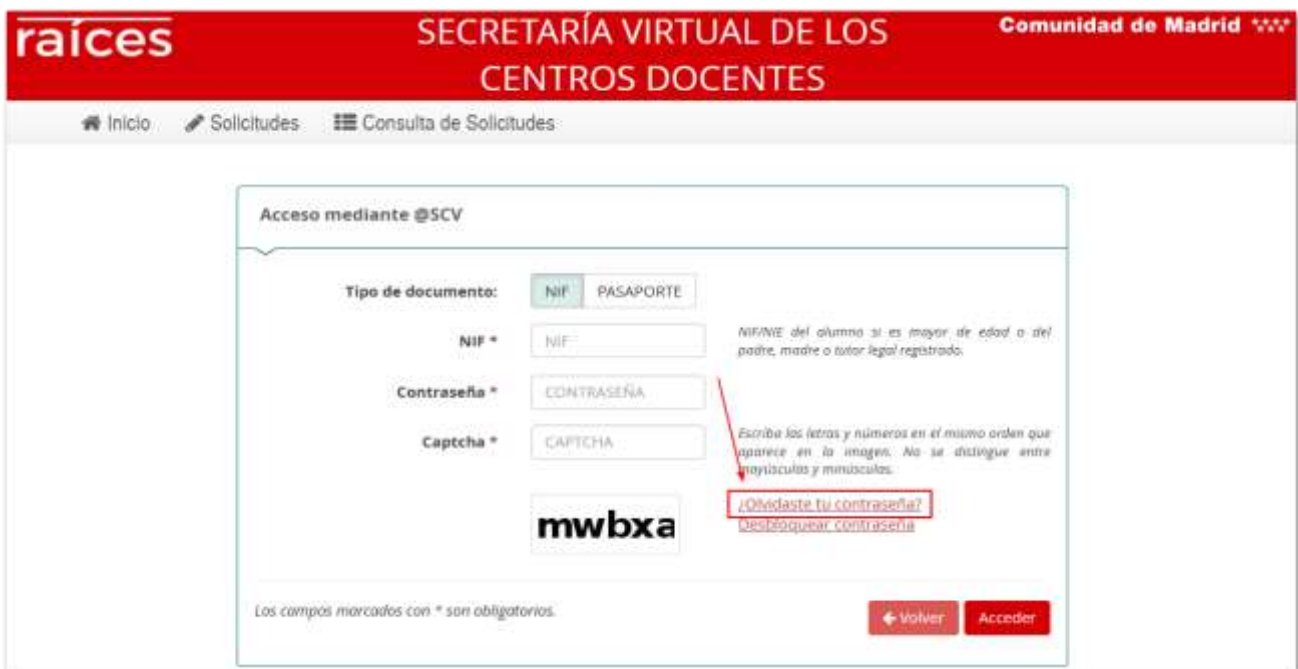 raíces
SECRETARÍA VIRTUAL DE LOS
CENTROS DOCENTES
Comunidad de Madrid
Inicio
Solicitudes
Consulta de Solicitudes
Acceso mediante @SCV
Tipo de documento:
NIF
PASAPORTE
NIF *
NIF
NIF/NIE del alumno si es mayor de edad o del
padre, madre o tutor legal registrado.
Contraseña *
CONTRASEÑA
Captcha *
CAPTCHA
Escriba las letras y números en el mismo orden que
aparece en la imagen. No se distingue entre
mayúsculas y minúsculas.
¿Olvidaste tu contraseña?
Desbloquear contraseña
mwbxa
Los campos marcados con * son obligatorios.
Volver
Acceder